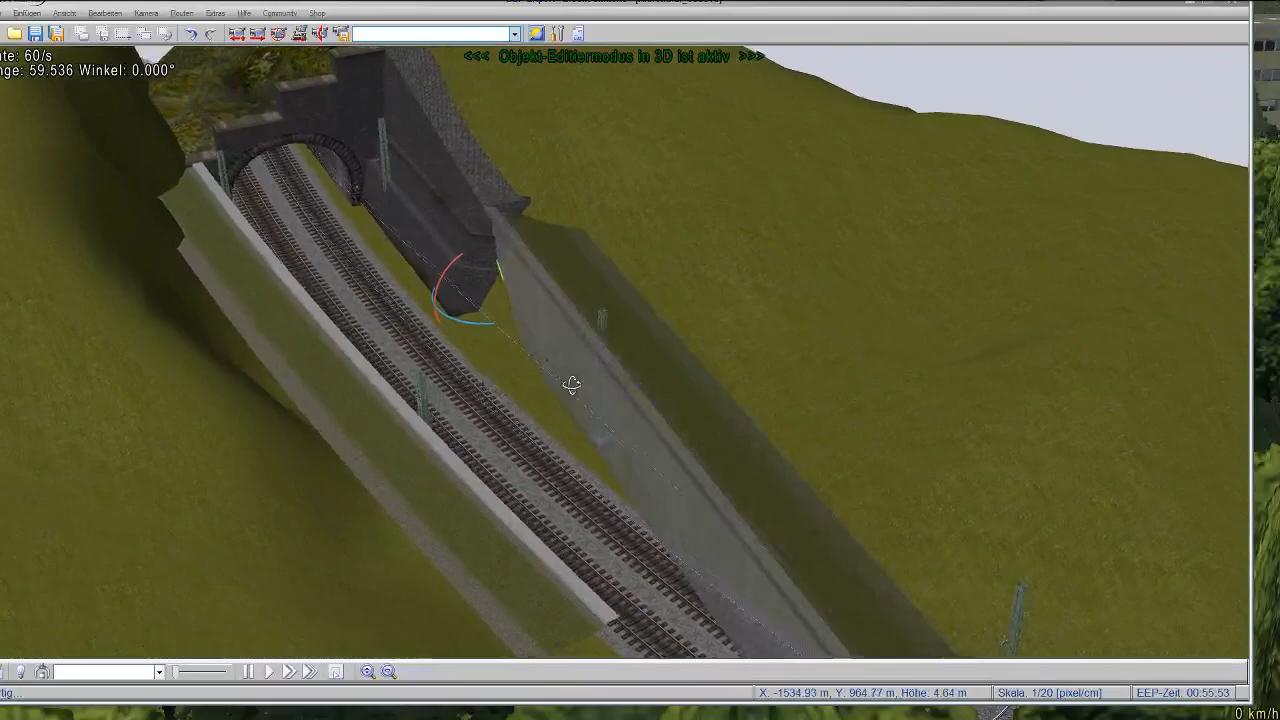 Einfügen Ansicht Bearbeiten Kamera Routen Extras Hilfe Community Shop
ate: 60/s
<<< Objekt-Editiermodus in 3D ist aktiv >>>
nge: 59.536 Winkel: 0.000°
rtig...
X. -1534.93 m, Y: 964.77 m, Höhe: 4.64 m
Skala. 1/20 [pixel/cm]
EEP-Zeit: 00:55:53
0 km/h